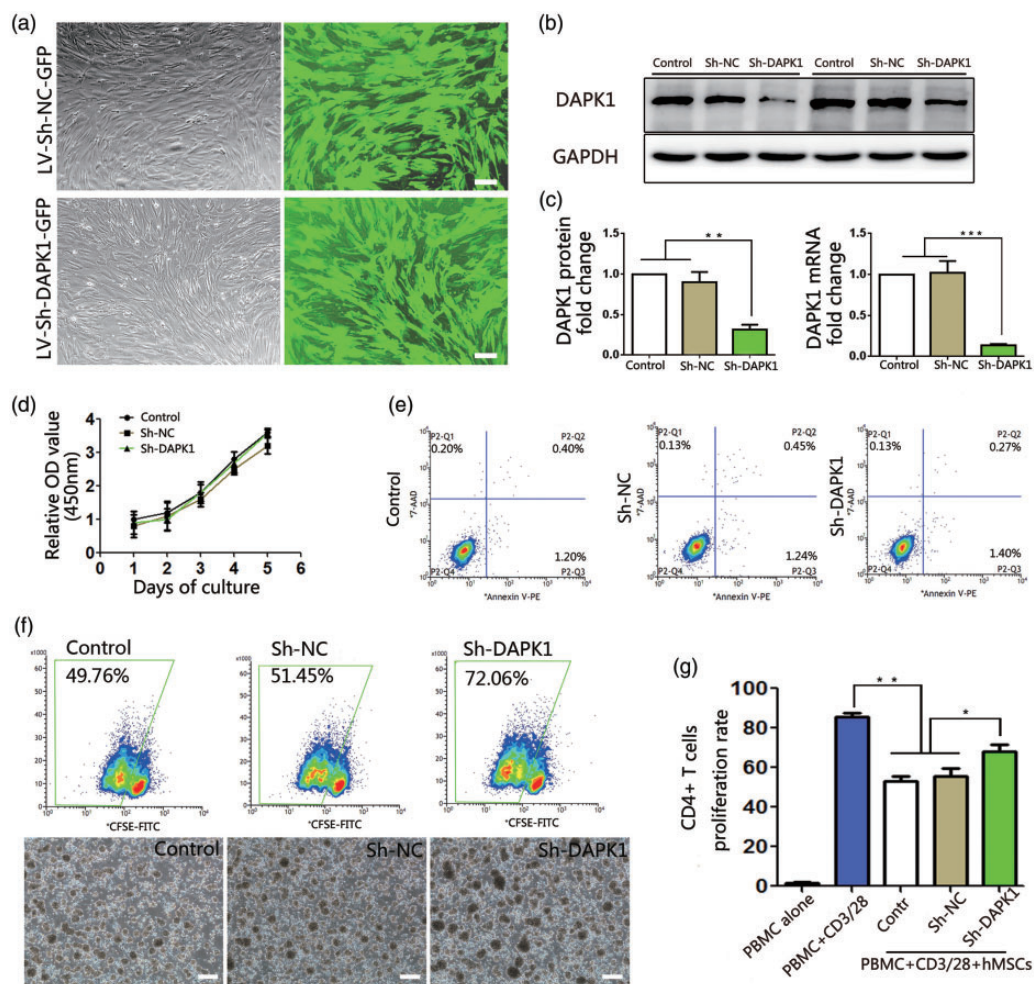 (a)
LV-Sh-NC-GFP
LV-Sh-DAPK1-GFP
(b)
Control Sh-NC Sh-DAPK1 Control Sh-NC Sh-DAPK1
DAPK1
GAPDH
(c)
DAPK1 protein
fold change
1.5
1.0
0.5
0.0
**
Control Sh-NC Sh-DAPK1
DAPK1 mRNA
fold change
1.5
1.0
0.5
0.0
***
Control Sh-NC Sh-DAPK1
(d)
Relative OD value
(450nm)
4
3
2
1
0
Control
Sh-NC
Sh-DAPK1
0 1 2 3 4 5 6
Days of culture
(e)
Control
*7-AAD
P2-Q1
0.20%
P2-Q2
0.40%
1.20%
P2-Q4
P2-Q3
*Annexin V-PE
Sh-NC
*7-AAD
P2-Q1
0.13%
P2-Q2
0.45%
1.24%
P2-Q4
P2-Q3
*Annexin V-PE
Sh-DAPK1
*7-AAD
P2-Q1
0.13%
P2-Q2
0.27%
1.40%
P2-Q4
P2-Q3
*Annexin V-PE
(f)
Control
49.76%
*CFSE-FITC
Sh-NC
51.45%
*CFSE-FITC
Sh-DAPK1
72.06%
*CFSE-FITC
Control
Sh-NC
Sh-DAPK1
(g)
CD4+ T cells
proliferation rate
100
80
60
40
20
0
**
*
PBMC alone
PBMC+CD3/28
Contr
Sh-NC
Sh-DAPK1
PBMC+CD3/28+hMSCs